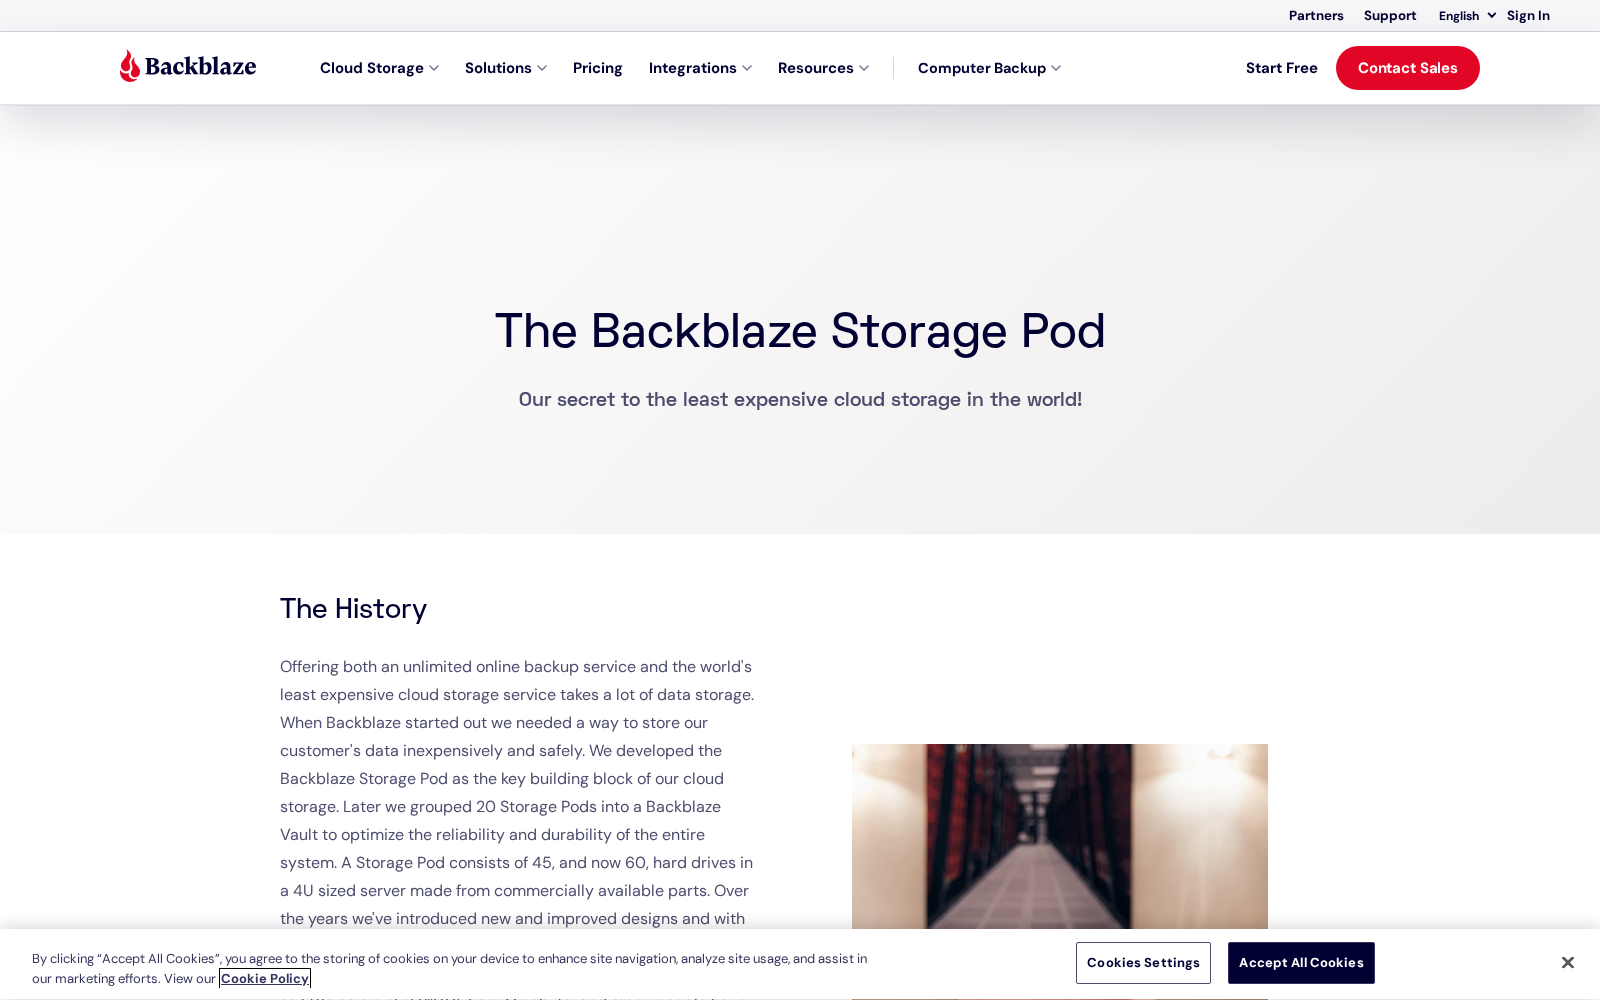 Partners Support English Sign In
Backblaze Cloud Storage Solutions Pricing Integrations Resources Computer Backup Start Free Contact Sales
The Backblaze Storage Pod
Our secret to the least expensive cloud storage in the world!
The History
Offering both an unlimited online backup service and the world's
least expensive cloud storage service takes a lot of data storage.
When Backblaze started out we needed a way to store our
customer's data inexpensively and safely. We developed the
Backblaze Storage Pod as the key building block of our cloud
storage. Later we grouped 20 Storage Pods into a Backblaze
Vault to optimize the reliability and durability of the entire
system. A Storage Pod consists of 45, and now 60, hard drives in
a 4U sized server made from commercially available parts. Over
the years we've introduced new and improved designs and with
By clicking “Accept All Cookies”, you agree to the storing of cookies on your device to enhance site navigation, analyze site usage, and assist in
our marketing efforts. View our Cookie Policy
Cookies Settings
Accept All Cookies